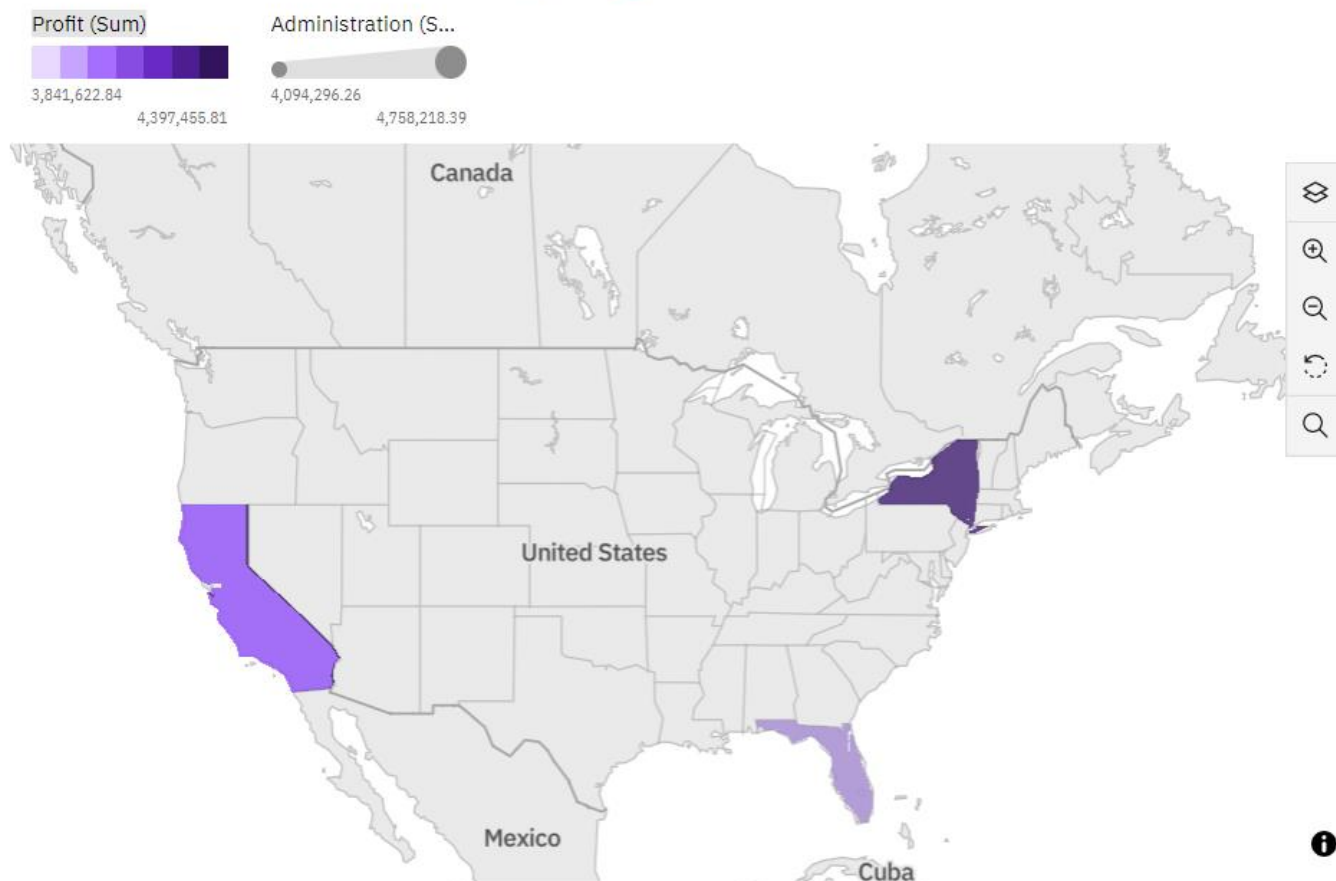 Profit (Sum)
Administration (S...
3,841,622.84
4,397,455.81
4,094,296.26
4,758,218.39
Canada
United States
Mexico
Cuba